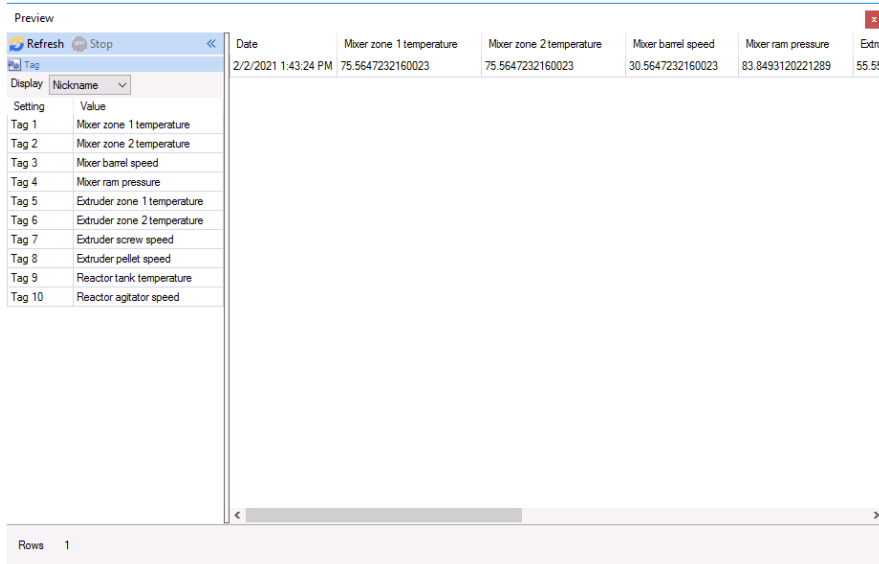 Preview
Refresh Stop
Tag
Display Nickname
Setting Value
Tag 1 Mixer zone 1 temperature
Tag 2 Mixer zone 2 temperature
Tag 3 Mixer barrel speed
Tag 4 Mixer ram pressure
Tag 5 Extruder zone 1 temperature
Tag 6 Extruder zone 2 temperature
Tag 7 Extruder screw speed
Tag 8 Extruder pellet speed
Tag 9 Reactor tank temperature
Tag 10 Reactor agitator speed
Date Mixer zone 1 temperature Mixer zone 2 temperature Mixer barrel speed Mixer ram pressure Extru
2/2/2021 1:43:24 PM 75.5647232160023 75.5647232160023 30.5647232160023 83.8493120221289 55.55
Rows 1